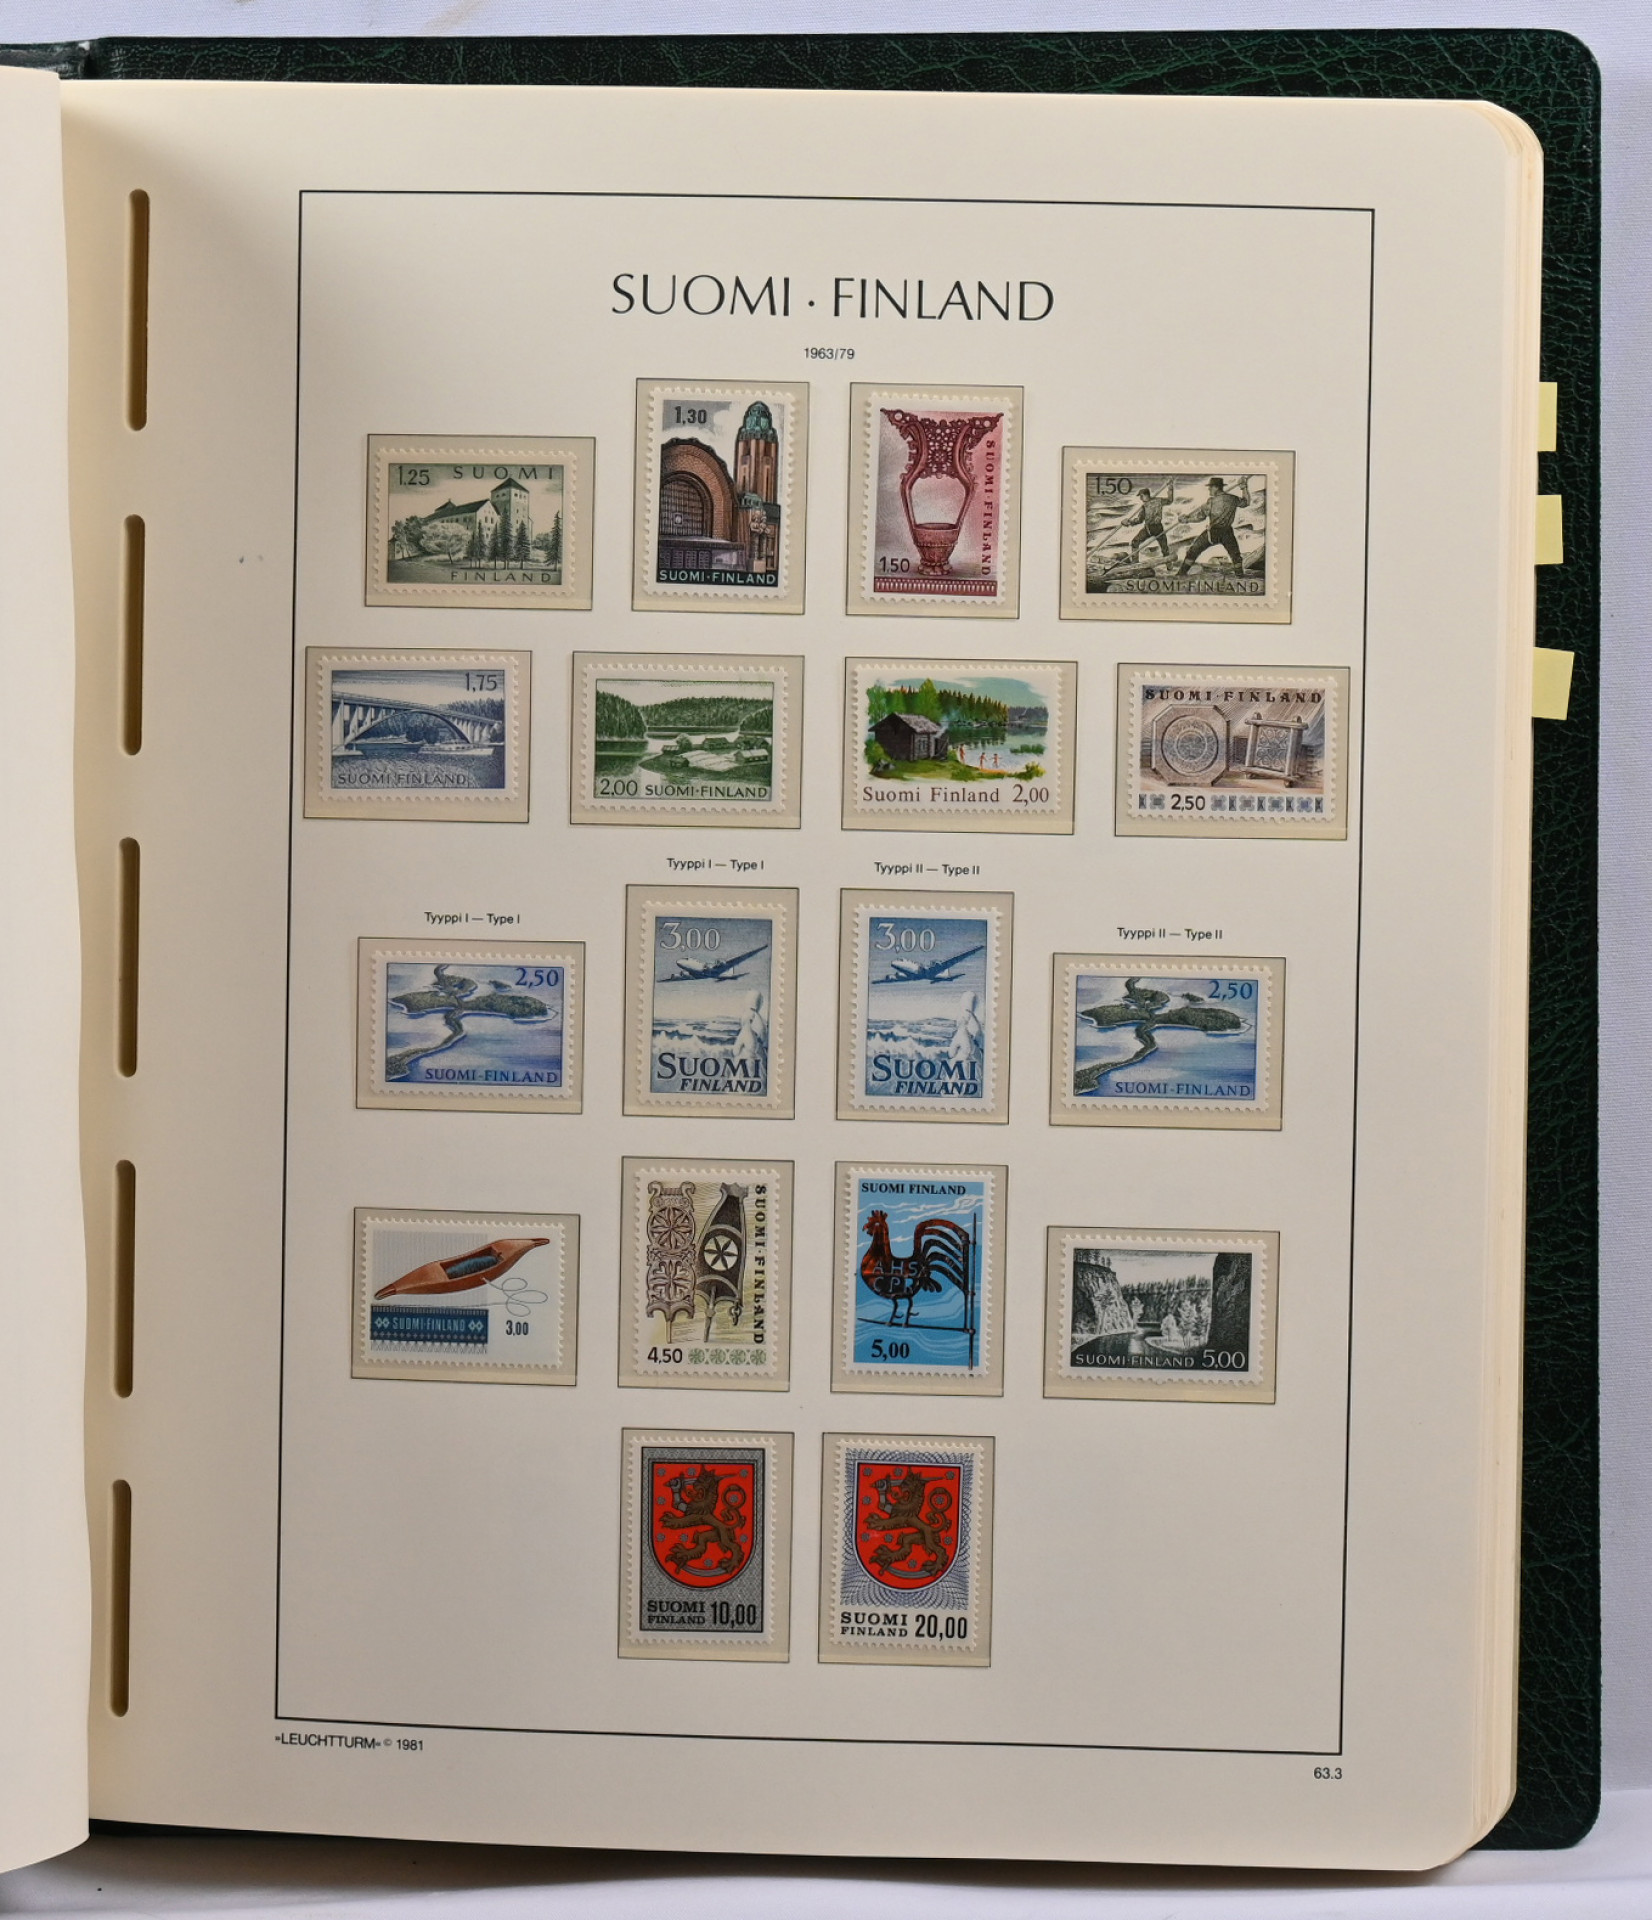 SUOMI · FINLAND
1963/79
1,25 SUOMI
FINLAND
1,30
SUOMI·FINLAND
SUOMI·FINLAND
1,50
1,50
SUOMI·FINLAND
1,75
SUOMI·FINLAND
2,00 SUOMI·FINLAND
Suomi Finland 2,00
SUOMI·FINLAND
2,50
Tyyppi I — Type I
Tyyppi II — Type II
Tyyppi I — Type I
Tyyppi II — Type II
2,50
SUOMI·FINLAND
3,00
SUOMI
FINLAND
3,00
SUOMI
FINLAND
2,50
SUOMI·FINLAND
SUOMI·FINLAND
3,00
SUOMI·FINLAND
4,50
SUOMI FINLAND
AHS
CPR
5,00
SUOMI·FINLAND 5,00
SUOMI
FINLAND 10,00
SUOMI
FINLAND 20,00
»LEUCHTTURM« © 1981
63.3